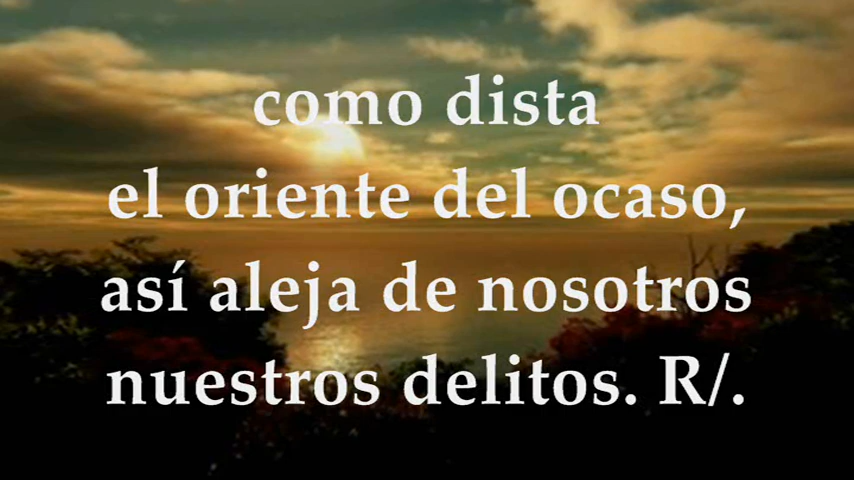 como dista
el oriente del ocaso,
así aleja de nosotros
nuestros delitos. R/.